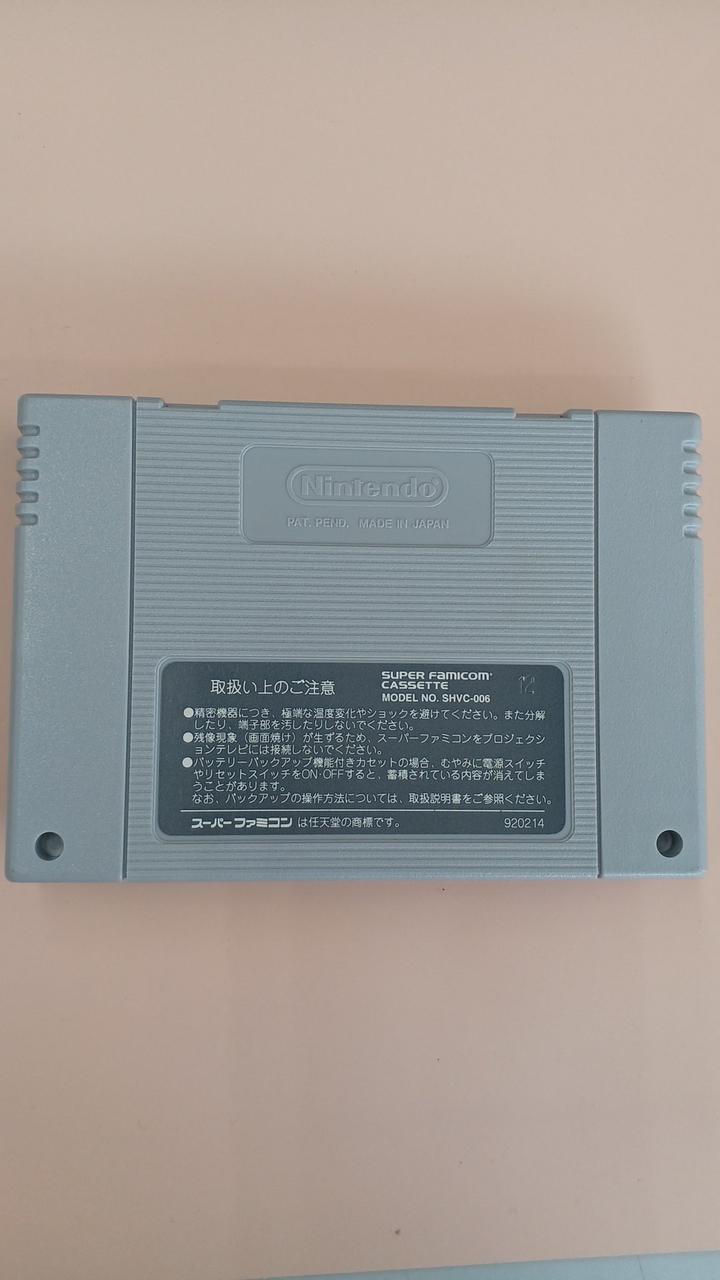 Nintendo®
PAT. PEND. MADE IN JAPAN
取扱い上のご注意
SUPER FAMICOM®
CASSETTE
MODEL NO. SHVC-006
12
●精密機器につき、極端な温度変化やショックを避けてください。また分解
したり、端子部を汚したりしないでください。
●残像現象（画面焼け）が生ずるため、スーパーファミコンをプロジェクシ
ョンテレビには接続しないでください。
●バッテリーバックアップ機能付きカセットの場合、むやみに電源スイッチ
やリセットスイッチをON·OFFすると、蓄積されている内容が消えてしま
うことがあります。
なお、バックアップの操作方法については、取扱説明書をご参照ください。
スーパーファミコンは任天堂の商標です。
920214